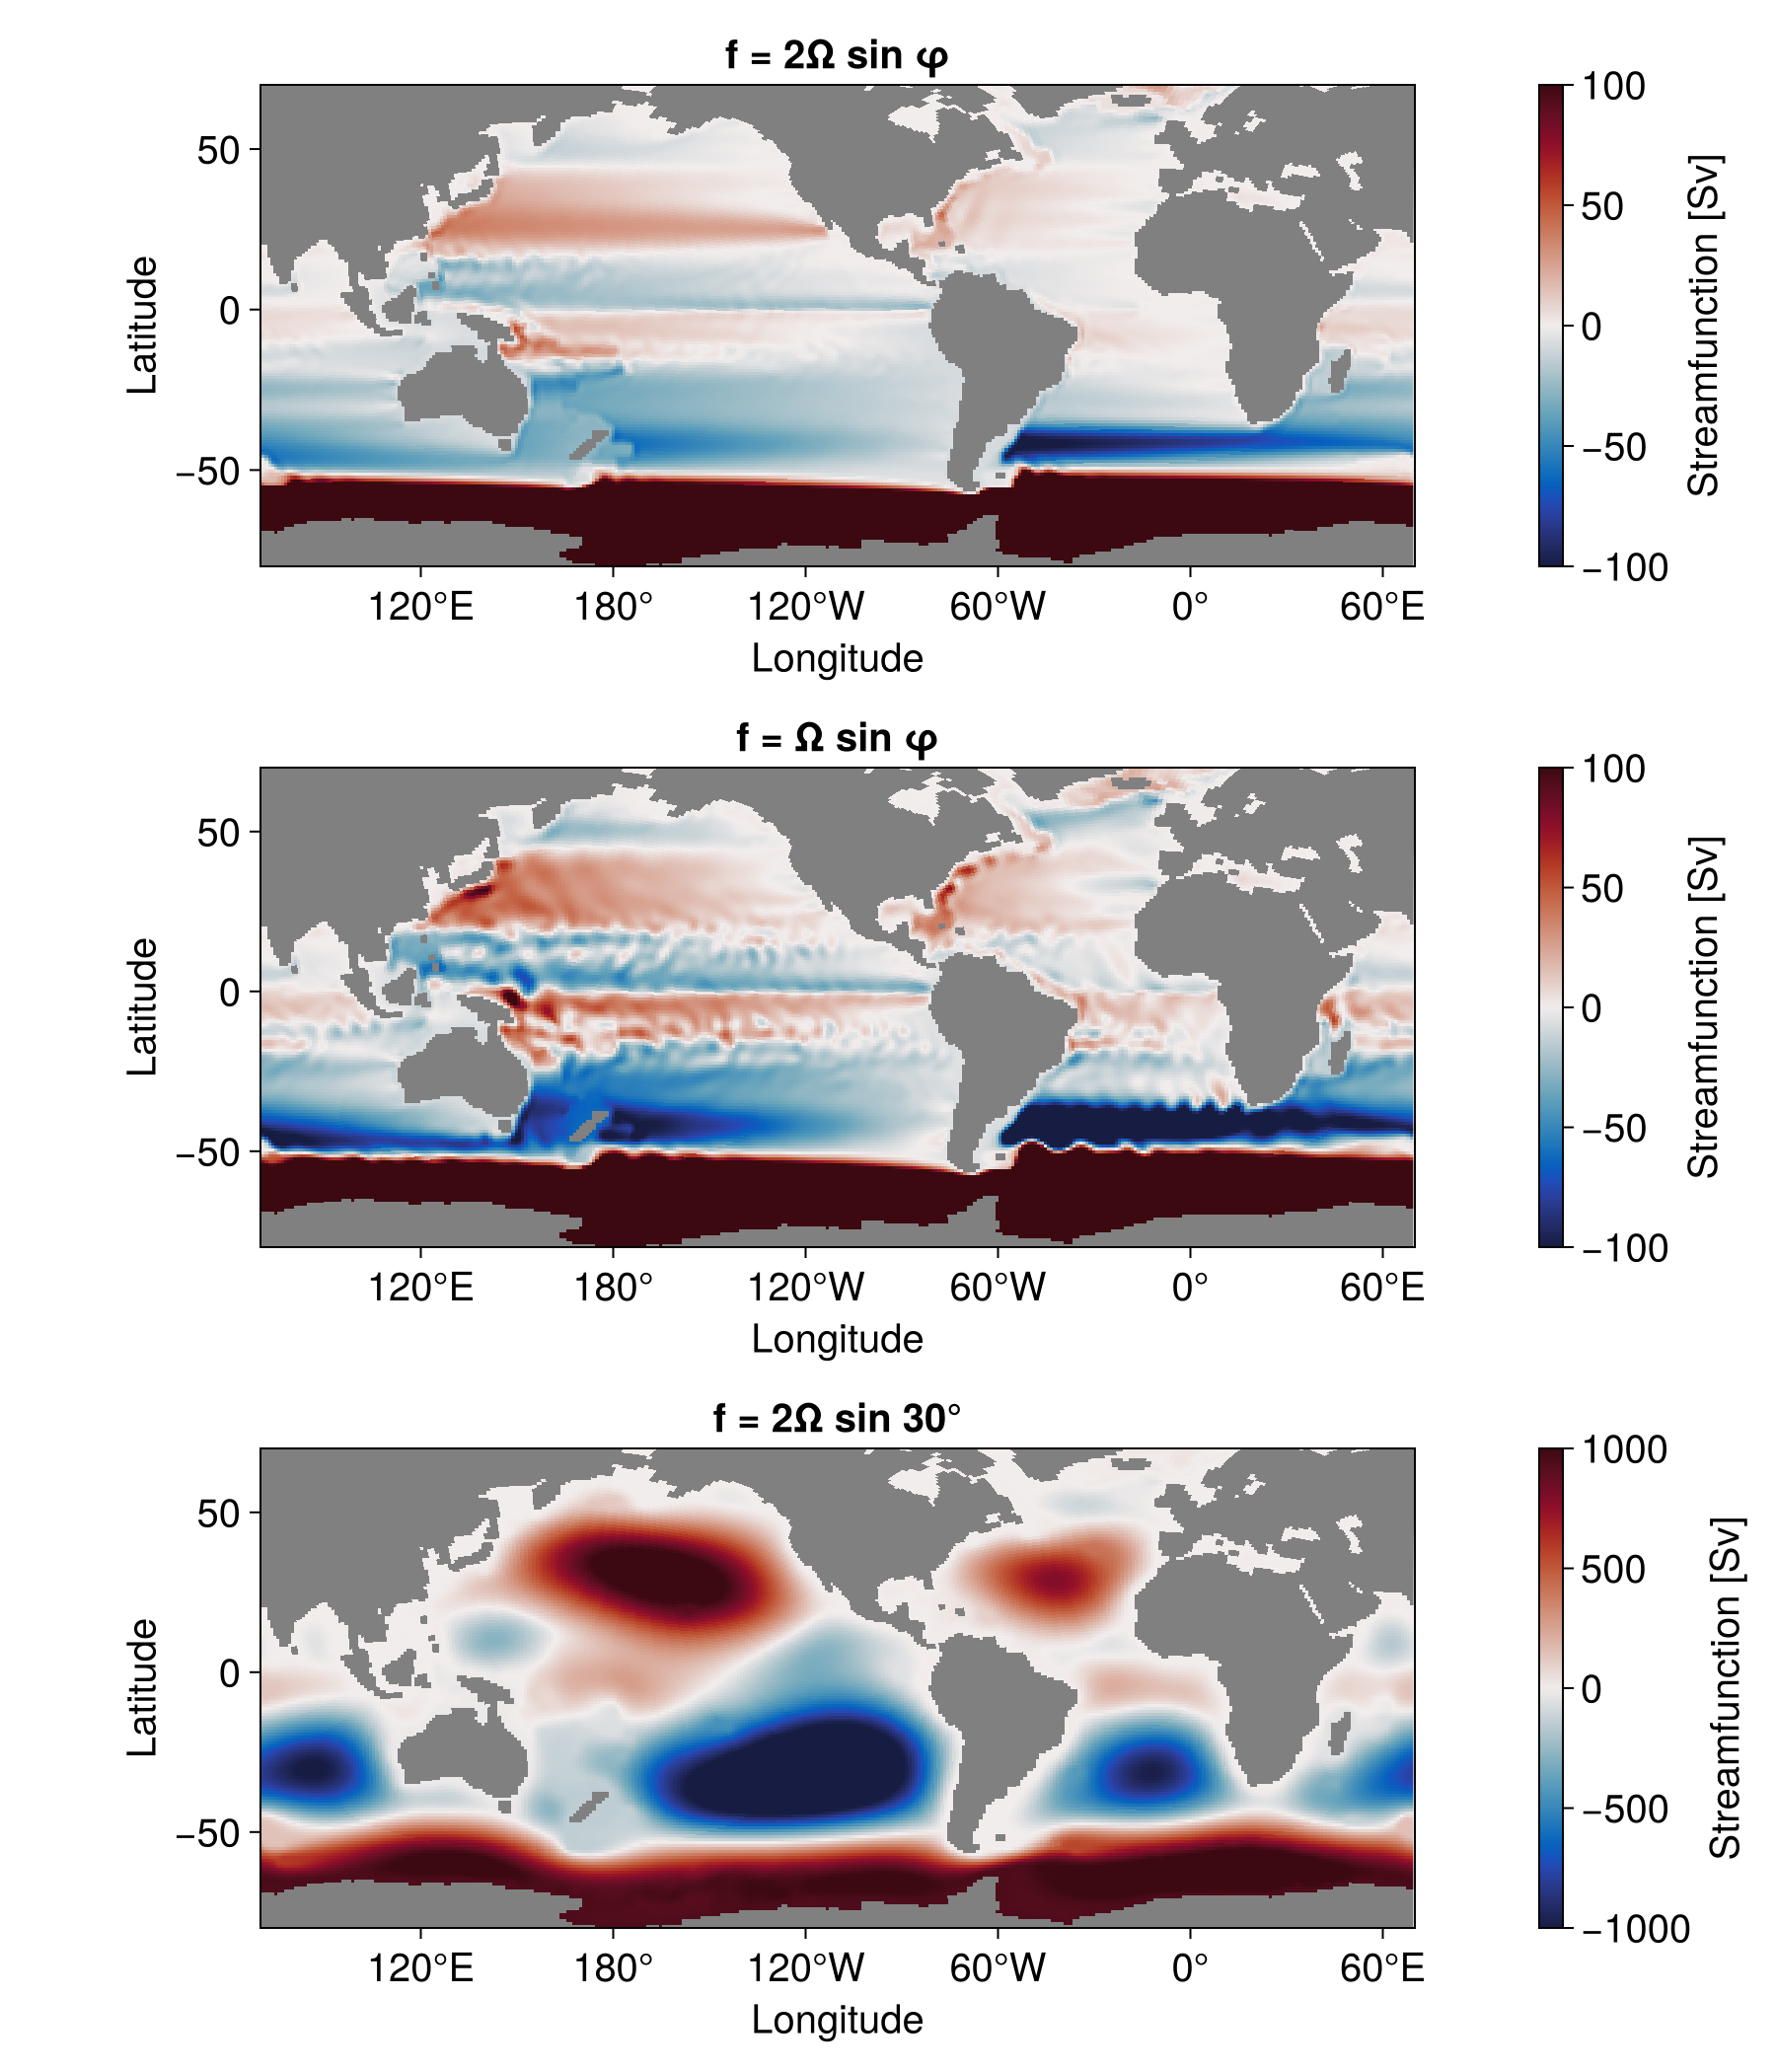 f = 2Ω sin φ
Latitude
50
0
−50
120°E 180° 120°W 60°W 0° 60°E
Longitude
100
50
0
−50
−100
Streamfunction [Sv]
f = Ω sin φ
Latitude
50
0
−50
120°E 180° 120°W 60°W 0° 60°E
Longitude
100
50
0
−50
−100
Streamfunction [Sv]
f = 2Ω sin 30°
Latitude
50
0
−50
120°E 180° 120°W 60°W 0° 60°E
Longitude
1000
500
0
−500
−1000
Streamfunction [Sv]